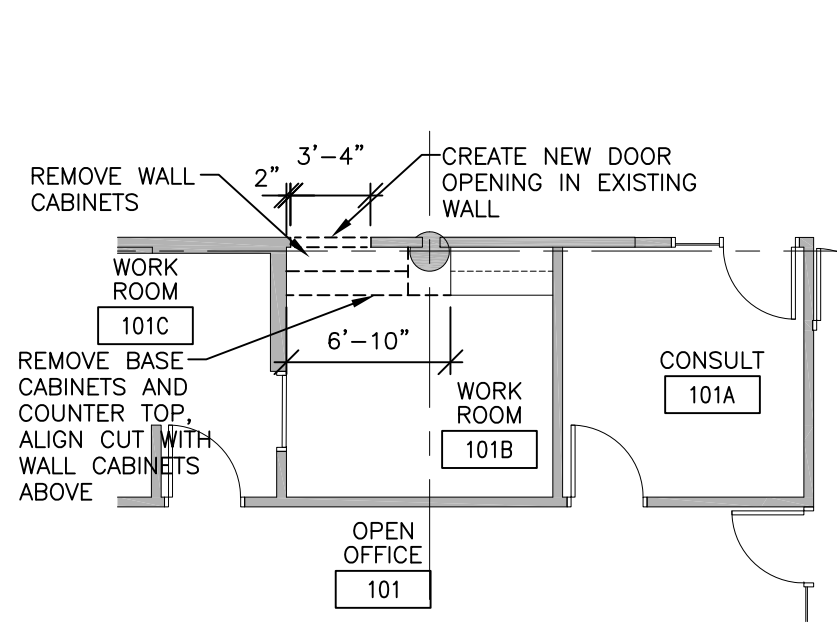 3'-4"
2"
REMOVE WALL
CABINETS
CREATE NEW DOOR
OPENING IN EXISTING
WALL
WORK
ROOM
101C
6'-10"
REMOVE BASE
CABINETS AND
COUNTER TOP,
ALIGN CUT WITH
WALL CABINETS
ABOVE
WORK
ROOM
101B
CONSULT
101A
OPEN
OFFICE
101